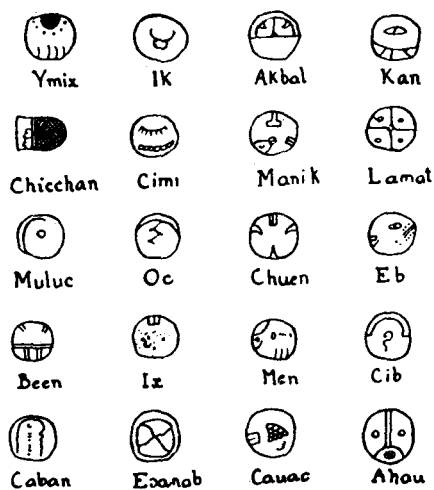 Ymix Ik Akbal Kan
Chicchan Cimi Manik Lamat
Muluc Oc Chuen Eb
Been Ix Men Cib
Caban Eɔanab Cauac Ahau